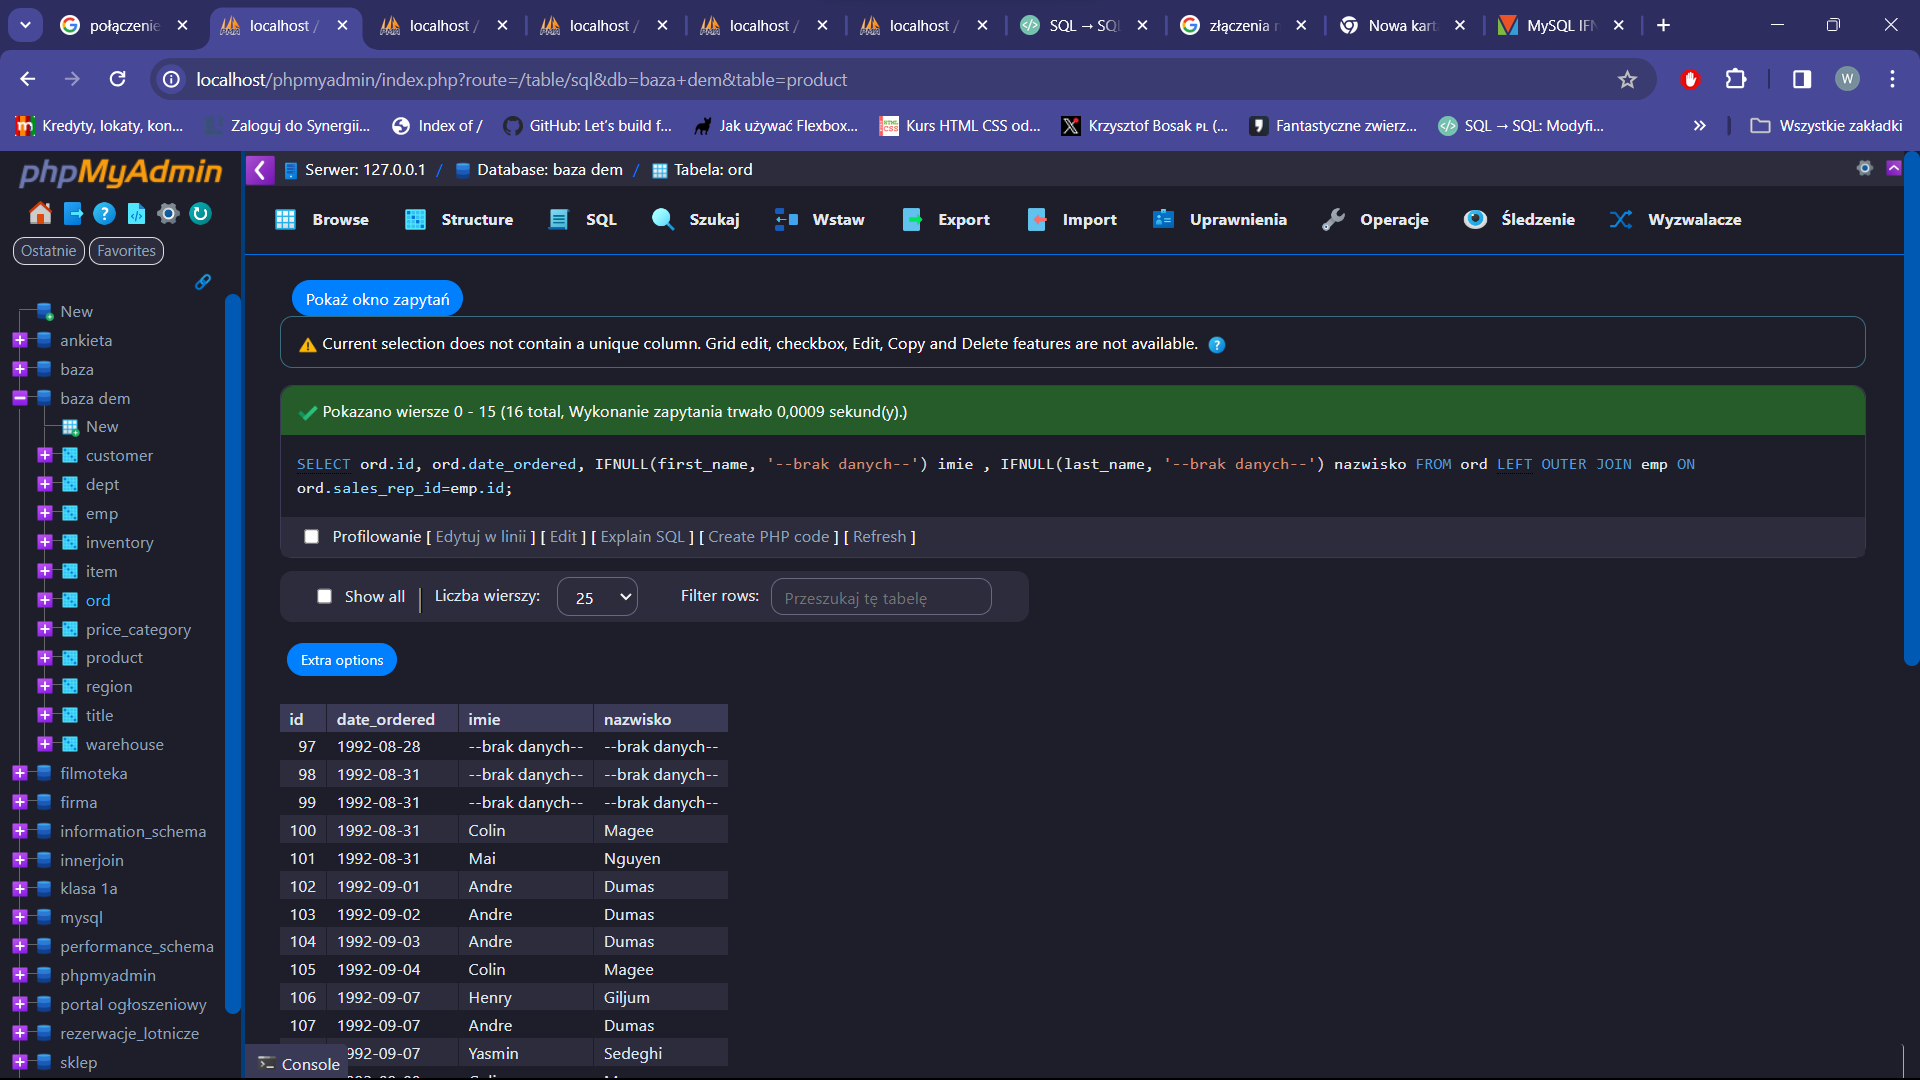 połączenie
localhost /
localhost /
localhost /
localhost /
localhost /
SQL → SQL
złączenia
Nowa kart
MySQL IFN
localhost/phpmyadmin/index.php?route=/table/sql&db=baza+dem&table=product
W
Kredyty, lokaty, kon...
Zaloguj do Synergii...
Index of /
GitHub: Let's build f...
Jak używać Flexbox...
Kurs HTML CSS od...
Krzysztof Bosak PL (...
Fantastyczne zwierz...
SQL → SQL: Modyfi...
»
Wszystkie zakładki
phpMyAdmin
Serwer: 127.0.0.1 / Database: baza dem / Tabela: ord
Browse
Structure
SQL
Szukaj
Wstaw
Export
Import
Uprawnienia
Operacje
Śledzenie
Wyzwalacze
Ostatnie
Favorites
New
ankieta
baza
baza dem
New
customer
dept
emp
inventory
item
ord
price_category
product
region
title
warehouse
filmoteka
firma
information_schema
innerjoin
klasa 1a
mysql
performance_schema
phpmyadmin
portal ogłoszeniowy
rezerwacje_lotnicze
sklep
Pokaż okno zapytań
Current selection does not contain a unique column. Grid edit, checkbox, Edit, Copy and Delete features are not available.
Pokazano wiersze 0 - 15 (16 total, Wykonanie zapytania trwało 0,0009 sekund(y).)
SELECT ord.id, ord.date_ordered, IFNULL(first_name, '--brak danych--') imie , IFNULL(last_name, '--brak danych--') nazwisko FROM ord LEFT OUTER JOIN emp ON
ord.sales_rep_id=emp.id;
Profilowanie [ Edytuj w linii ] [ Edit ] [ Explain SQL ] [ Create PHP code ] [ Refresh ]
Show all
Liczba wierszy:
25
Filter rows:
Przeszukaj tę tabelę
Extra options
id date_ordered imie nazwisko
97 1992-08-28 --brak danych-- --brak danych--
98 1992-08-31 --brak danych-- --brak danych--
99 1992-08-31 --brak danych-- --brak danych--
100 1992-08-31 Colin Magee
101 1992-08-31 Mai Nguyen
102 1992-09-01 Andre Dumas
103 1992-09-02 Andre Dumas
104 1992-09-03 Andre Dumas
105 1992-09-04 Colin Magee
106 1992-09-07 Henry Giljum
107 1992-09-07 Andre Dumas
992-09-07 Yasmin Sedeghi
Console